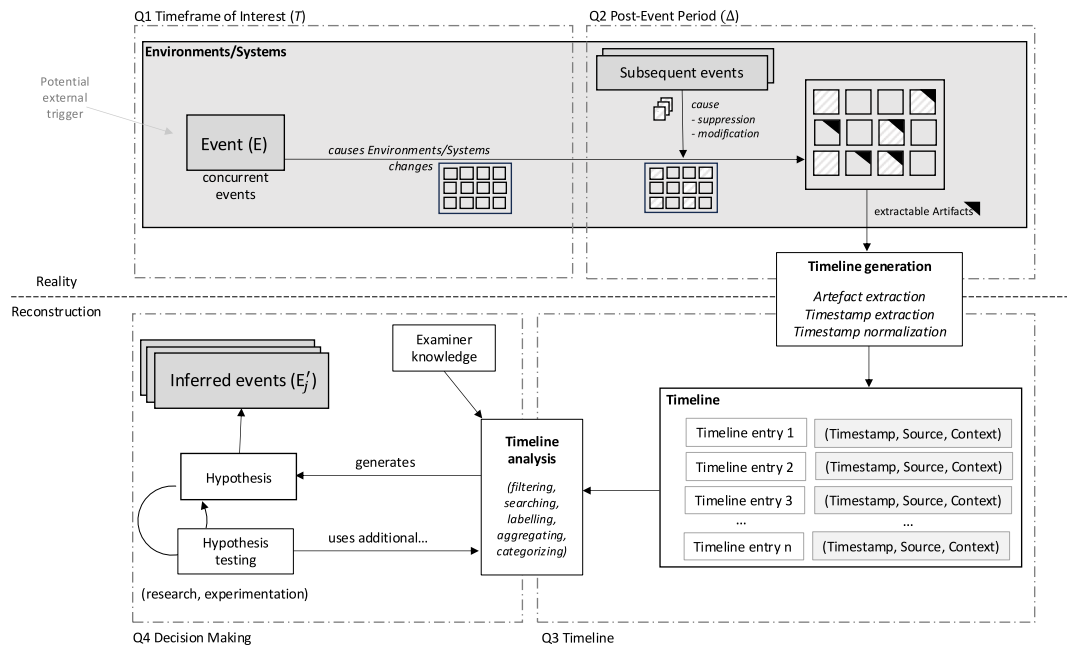 Q1 Timeframe of Interest (T)
Q2 Post-Event Period (Δ)
Environments/Systems
Potential
external
trigger
Event (E)
concurrent
events
causes Environments/Systems
changes
Subsequent events
cause
- suppression
- modification
extractable Artifacts
Reality
Reconstruction
Timeline generation
Artefact extraction
Timestamp extraction
Timestamp normalization
Timeline
Timeline entry 1 (Timestamp, Source, Context)
Timeline entry 2 (Timestamp, Source, Context)
Timeline entry 3 (Timestamp, Source, Context)
... ...
Timeline entry n (Timestamp, Source, Context)
Examiner
knowledge
Timeline
analysis
(filtering,
searching,
labelling,
aggregating,
categorizing)
Inferred events (E′j)
generates
Hypothesis
Hypothesis
testing
uses additional...
(research, experimentation)
Q4 Decision Making
Q3 Timeline